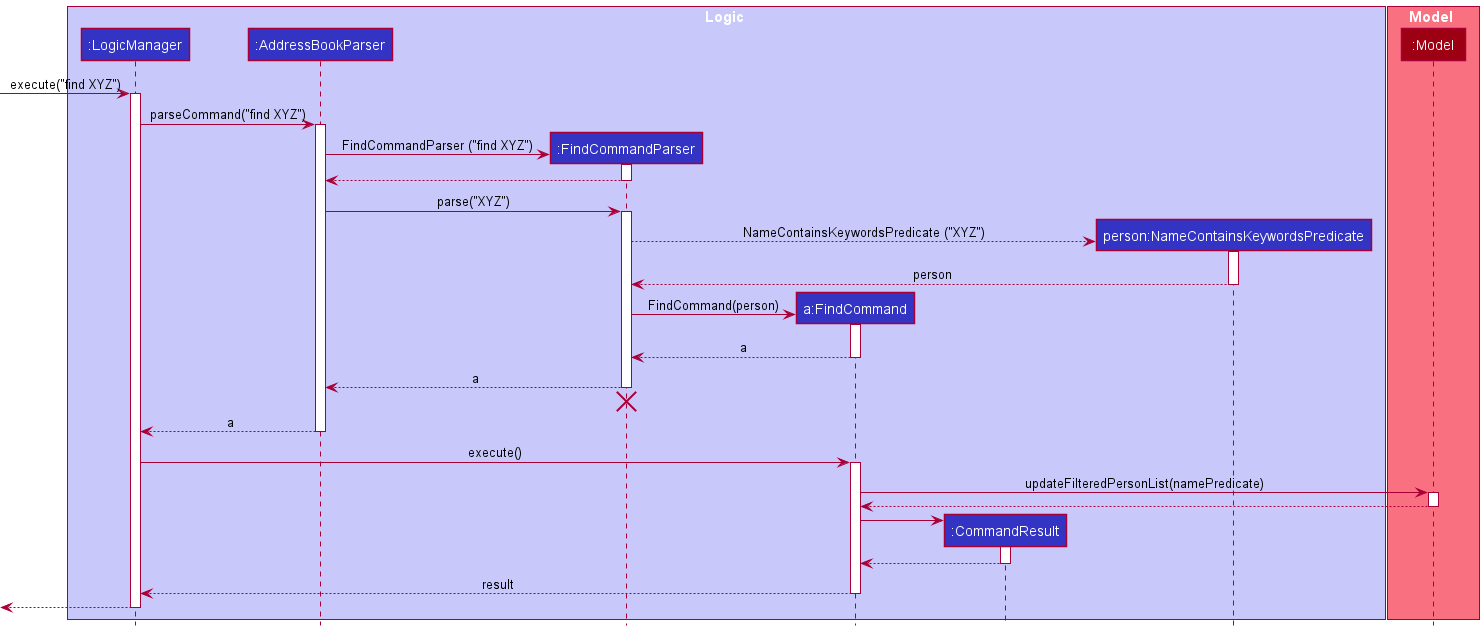 Logic
Model
:LogicManager
:AddressBookParser
:Model
execute("find XYZ")
parseCommand("find XYZ")
FindCommandParser ("find XYZ")
:FindCommandParser
parse("XYZ")
NameContainsKeywordsPredicate ("XYZ")
person:NameContainsKeywordsPredicate
person
FindCommand(person)
a:FindCommand
a
a
a
execute()
updateFilteredPersonList(namePredicate)
:CommandResult
result